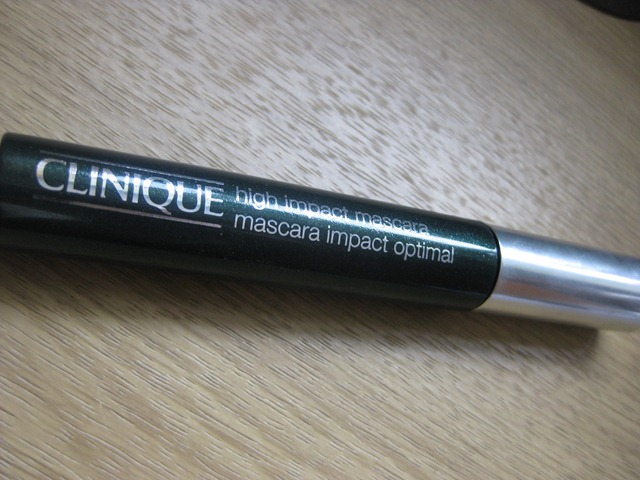 CLINIQUE
high impact mascara
mascara impact optimal